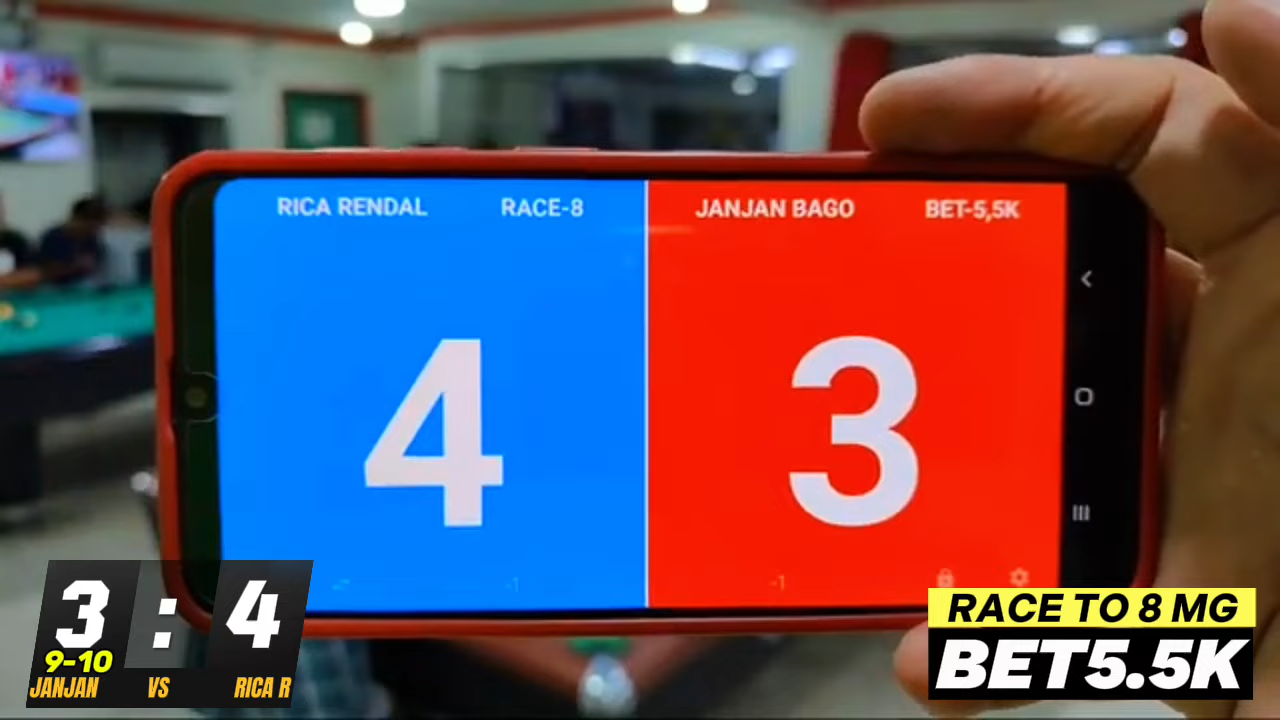 RICA RENDAL RACE-8 JANJAN BAGO BET-5,5K
4 3
-1 -1
3 : 4
9-10
JANJAN VS RICA R
RACE TO 8 MG
BET5.5K